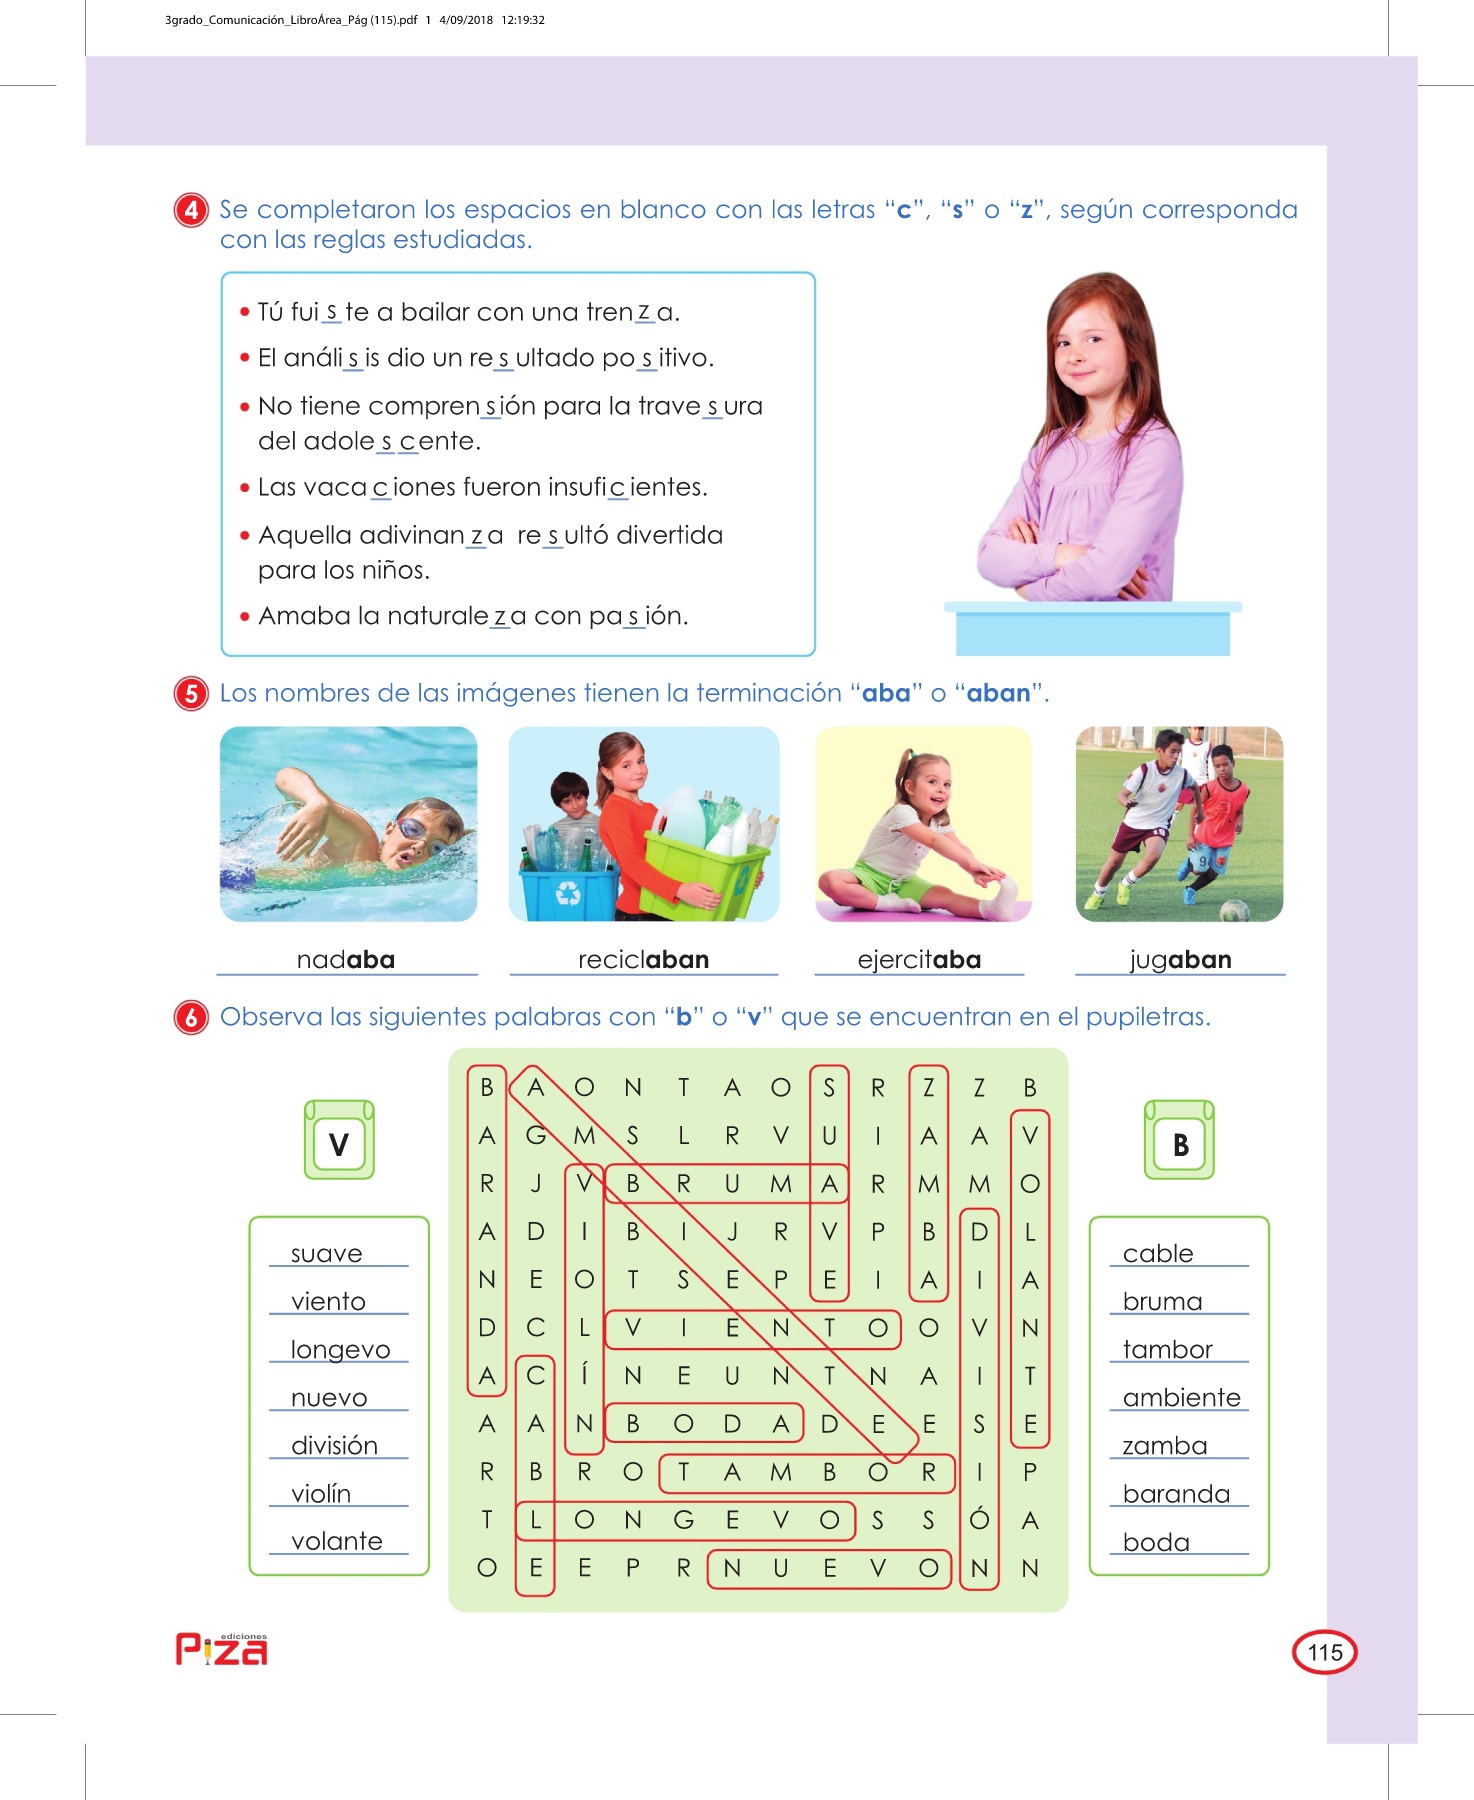 3grado_Comunicación_LibroÁrea_Pág (115).pdf 1 4/09/2018 12:19:32
4 Se completaron los espacios en blanco con las letras “c”, “s” o “z”, según corresponda
con las reglas estudiadas.
• Tú fui s te a bailar con una tren z a.
• El análi s is dio un re s ultado po s itivo.
• No tiene compren s ión para la trave s ura
del adole s c ente.
• Las vaca c iones fueron insufi c ientes.
• Aquella adivinan z a re s ultó divertida
para los niños.
• Amaba la naturale z a con pa s ión.
5 Los nombres de las imágenes tienen la terminación “aba” o “aban”.
nadaba reciclaban ejercitaba jugaban
6 Observa las siguientes palabras con “b” o “v” que se encuentran en el pupiletras.
V
suave
viento
longevo
nuevo
división
violín
volante
B A O N T A O S R Z Z B
A G M S L R V U I A A V
R J V B R U M A R M M O
A D I B I J R V P B D L
N E O T S E P E I A I A
D C L V I E N T O O V N
A C Í N E U N T N A I T
A A N B O D A D E E S E
R B R O T A M B O R I P
T L O N G E V O S S Ó A
O E E P R N U E V O N N
B
cable
bruma
tambor
ambiente
zamba
baranda
boda
ediciones
Piza
115